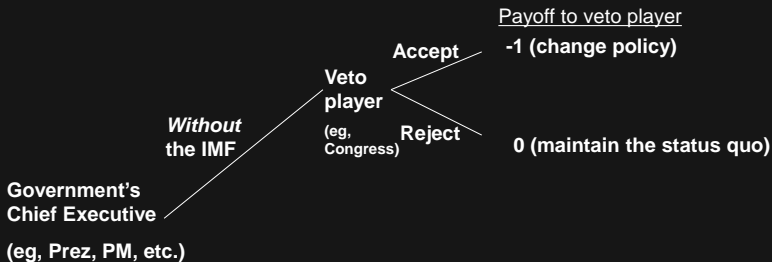 Payoff to veto player
Accept
-1 (change policy)
Veto
player
(eg,
Congress)
Reject
0 (maintain the status quo)
Without
the IMF
Government's
Chief Executive
(eg, Prez, PM, etc.)